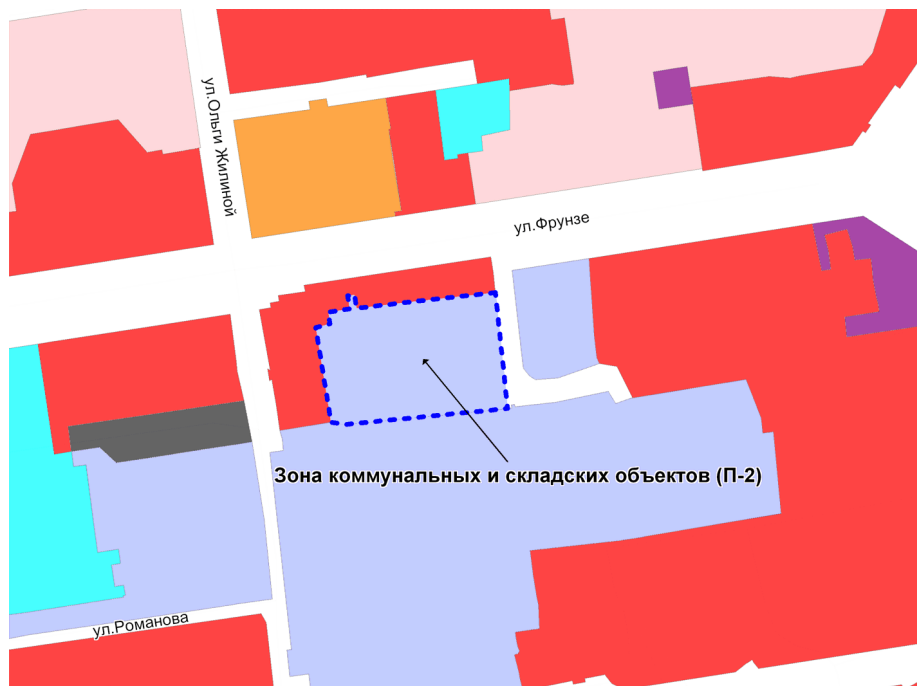 ул.Ольги Жилиной
ул.Фрунзе
Зона коммунальных и складских объектов (П-2)
ул.Романова